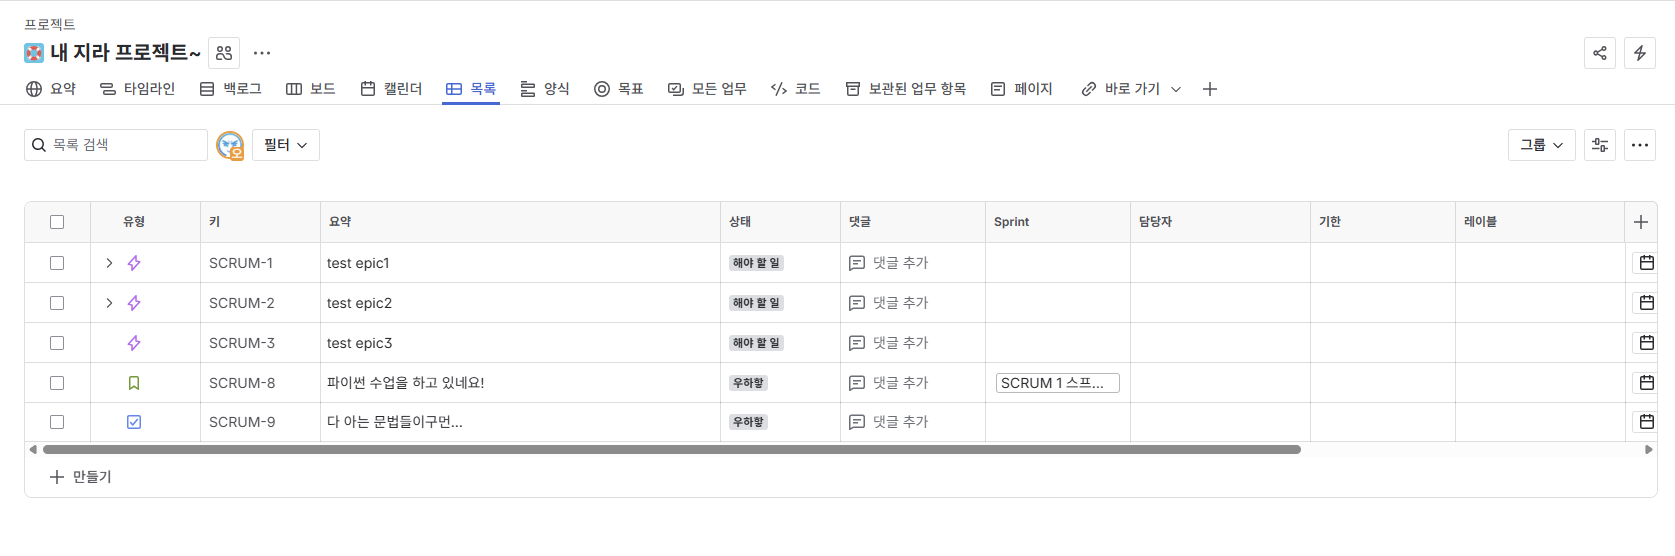 프로젝트
내 지라 프로젝트~
요약 타임라인 백로그 보드 캘린더 목록 양식 목표 모든 업무 코드 보관된 업무 항목 페이지 바로 가기
목록 검색 오 필터 그룹
유형 키 요약 상태 댓글 Sprint 담당자 기한 레이블
SCRUM-1 test epic1 해야 할 일 댓글 추가
SCRUM-2 test epic2 해야 할 일 댓글 추가
SCRUM-3 test epic3 해야 할 일 댓글 추가
SCRUM-8 파이썬 수업을 하고 있네요! 우하핳 댓글 추가 SCRUM 1 스프...
SCRUM-9 다 아는 문법들이구먼... 우하핳 댓글 추가
만들기